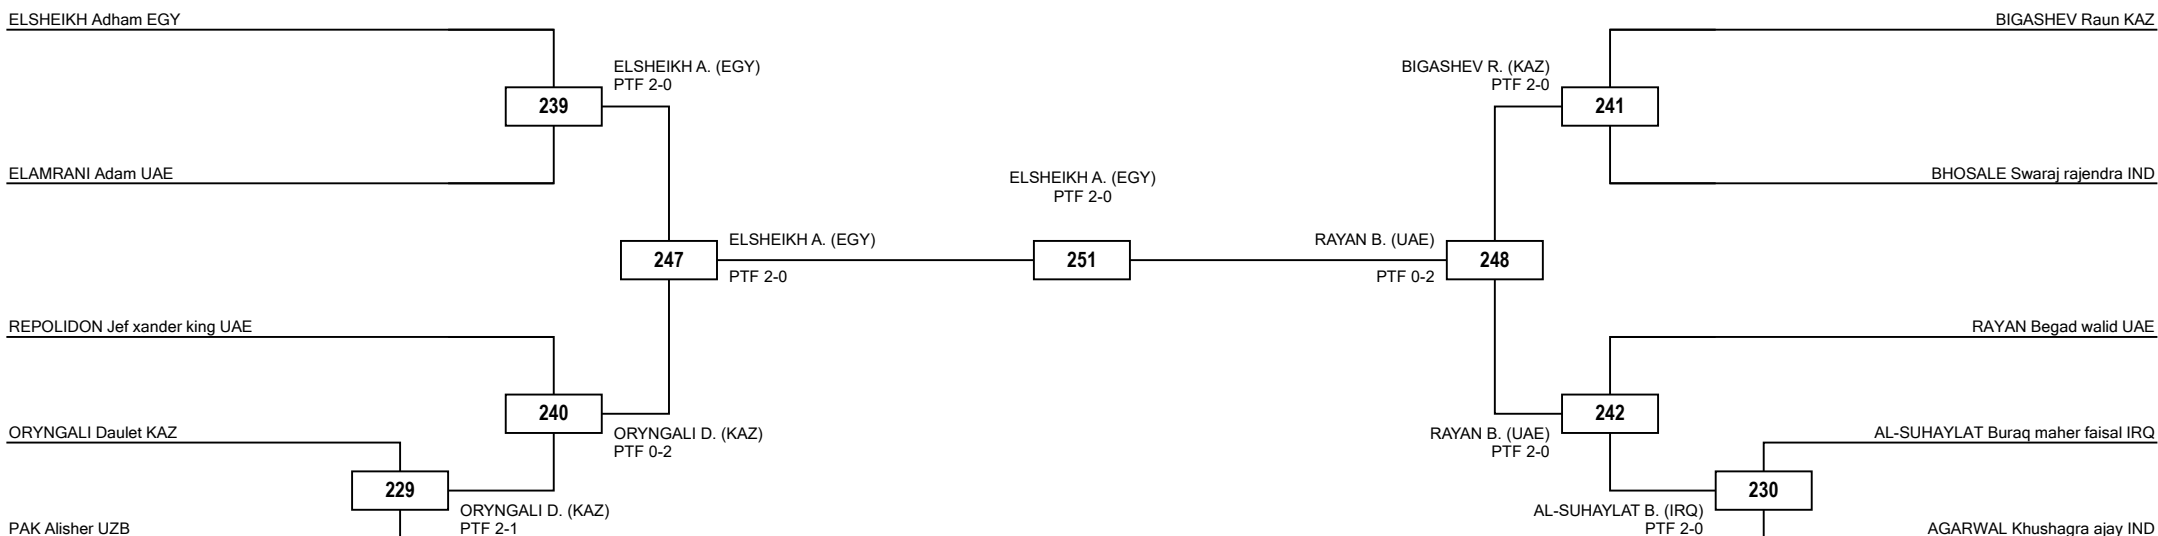 ELSHEIKH Adham EGY
BIGASHEV Raun KAZ
ELSHEIKH A. (EGY)
PTF 2-0
BIGASHEV R. (KAZ)
PTF 2-0
239
241
ELAMRANI Adam UAE
ELSHEIKH A. (EGY)
PTF 2-0
BHOSALE Swaraj rajendra IND
247
ELSHEIKH A. (EGY)
PTF 2-0
251
RAYAN B. (UAE)
PTF 0-2
248
REPOLIDON Jef xander king UAE
RAYAN Begad walid UAE
240
242
ORYNGALI Daulet KAZ
ORYNGALI D. (KAZ)
PTF 0-2
RAYAN B. (UAE)
PTF 2-0
AL-SUHAYLAT Buraq maher faisal IRQ
229
230
PAK Alisher UZB
ORYNGALI D. (KAZ)
PTF 2-1
AL-SUHAYLAT B. (IRQ)
PTF 2-0
AGARWAL Khushagra ajay IND